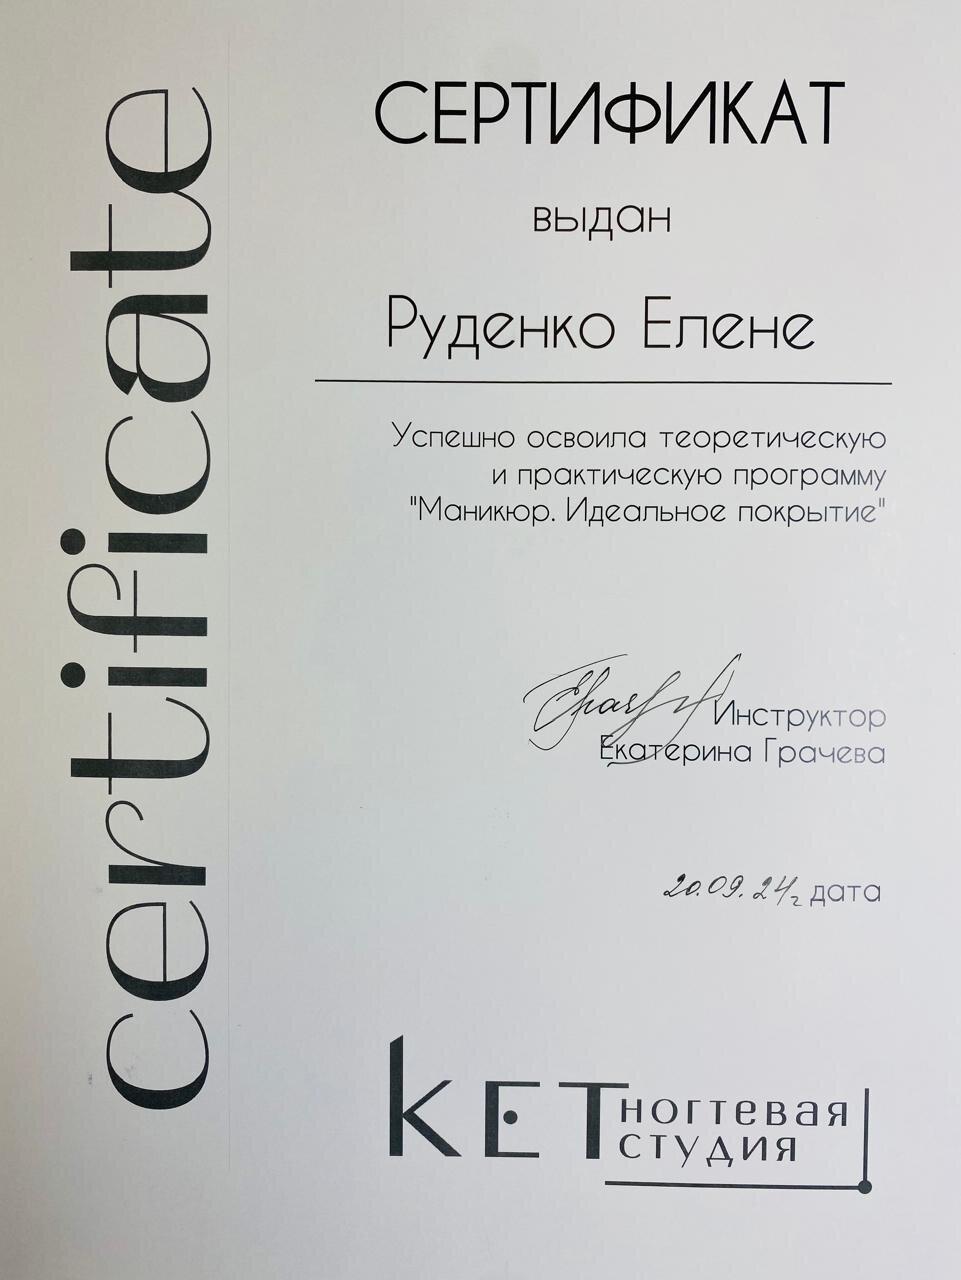 certificate
СЕРТИФИКАТ
выдан
Руденко Елене
Успешно освоила теоретическую
и практическую программу
"Маникюр. Идеальное покрытие"
Инструктор
Екатерина Грачева
20.09.24г дата
КЕТ ногтевая
студия